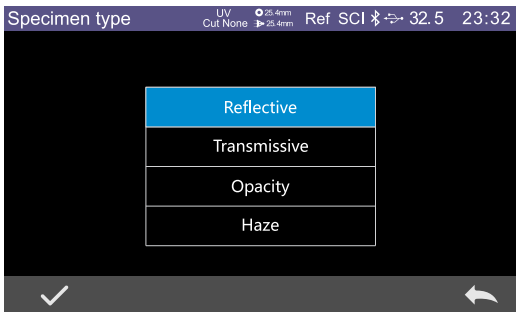 Specimen type UV 25.4mm Ref SCI 32.5 23:32
Cut None 25.4mm
Reflective
Transmissive
Opacity
Haze